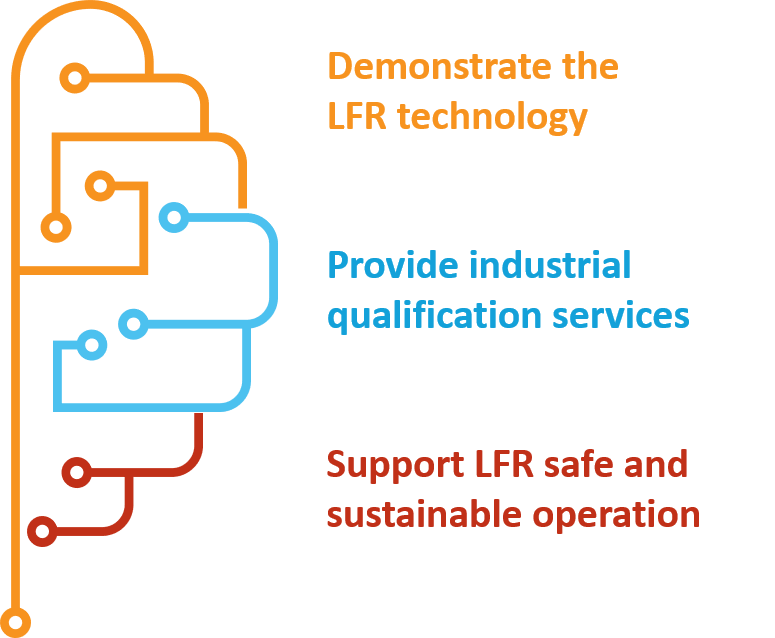 Demonstrate the
LFR technology
Provide industrial
qualification services
Support LFR safe and
sustainable operation